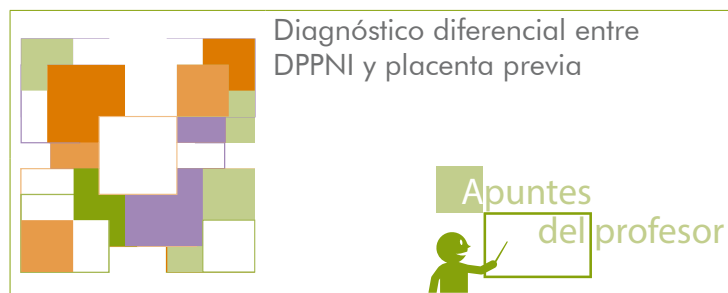 Diagnóstico diferencial entre
DPPNI y placenta previa
Apuntes
del profesor